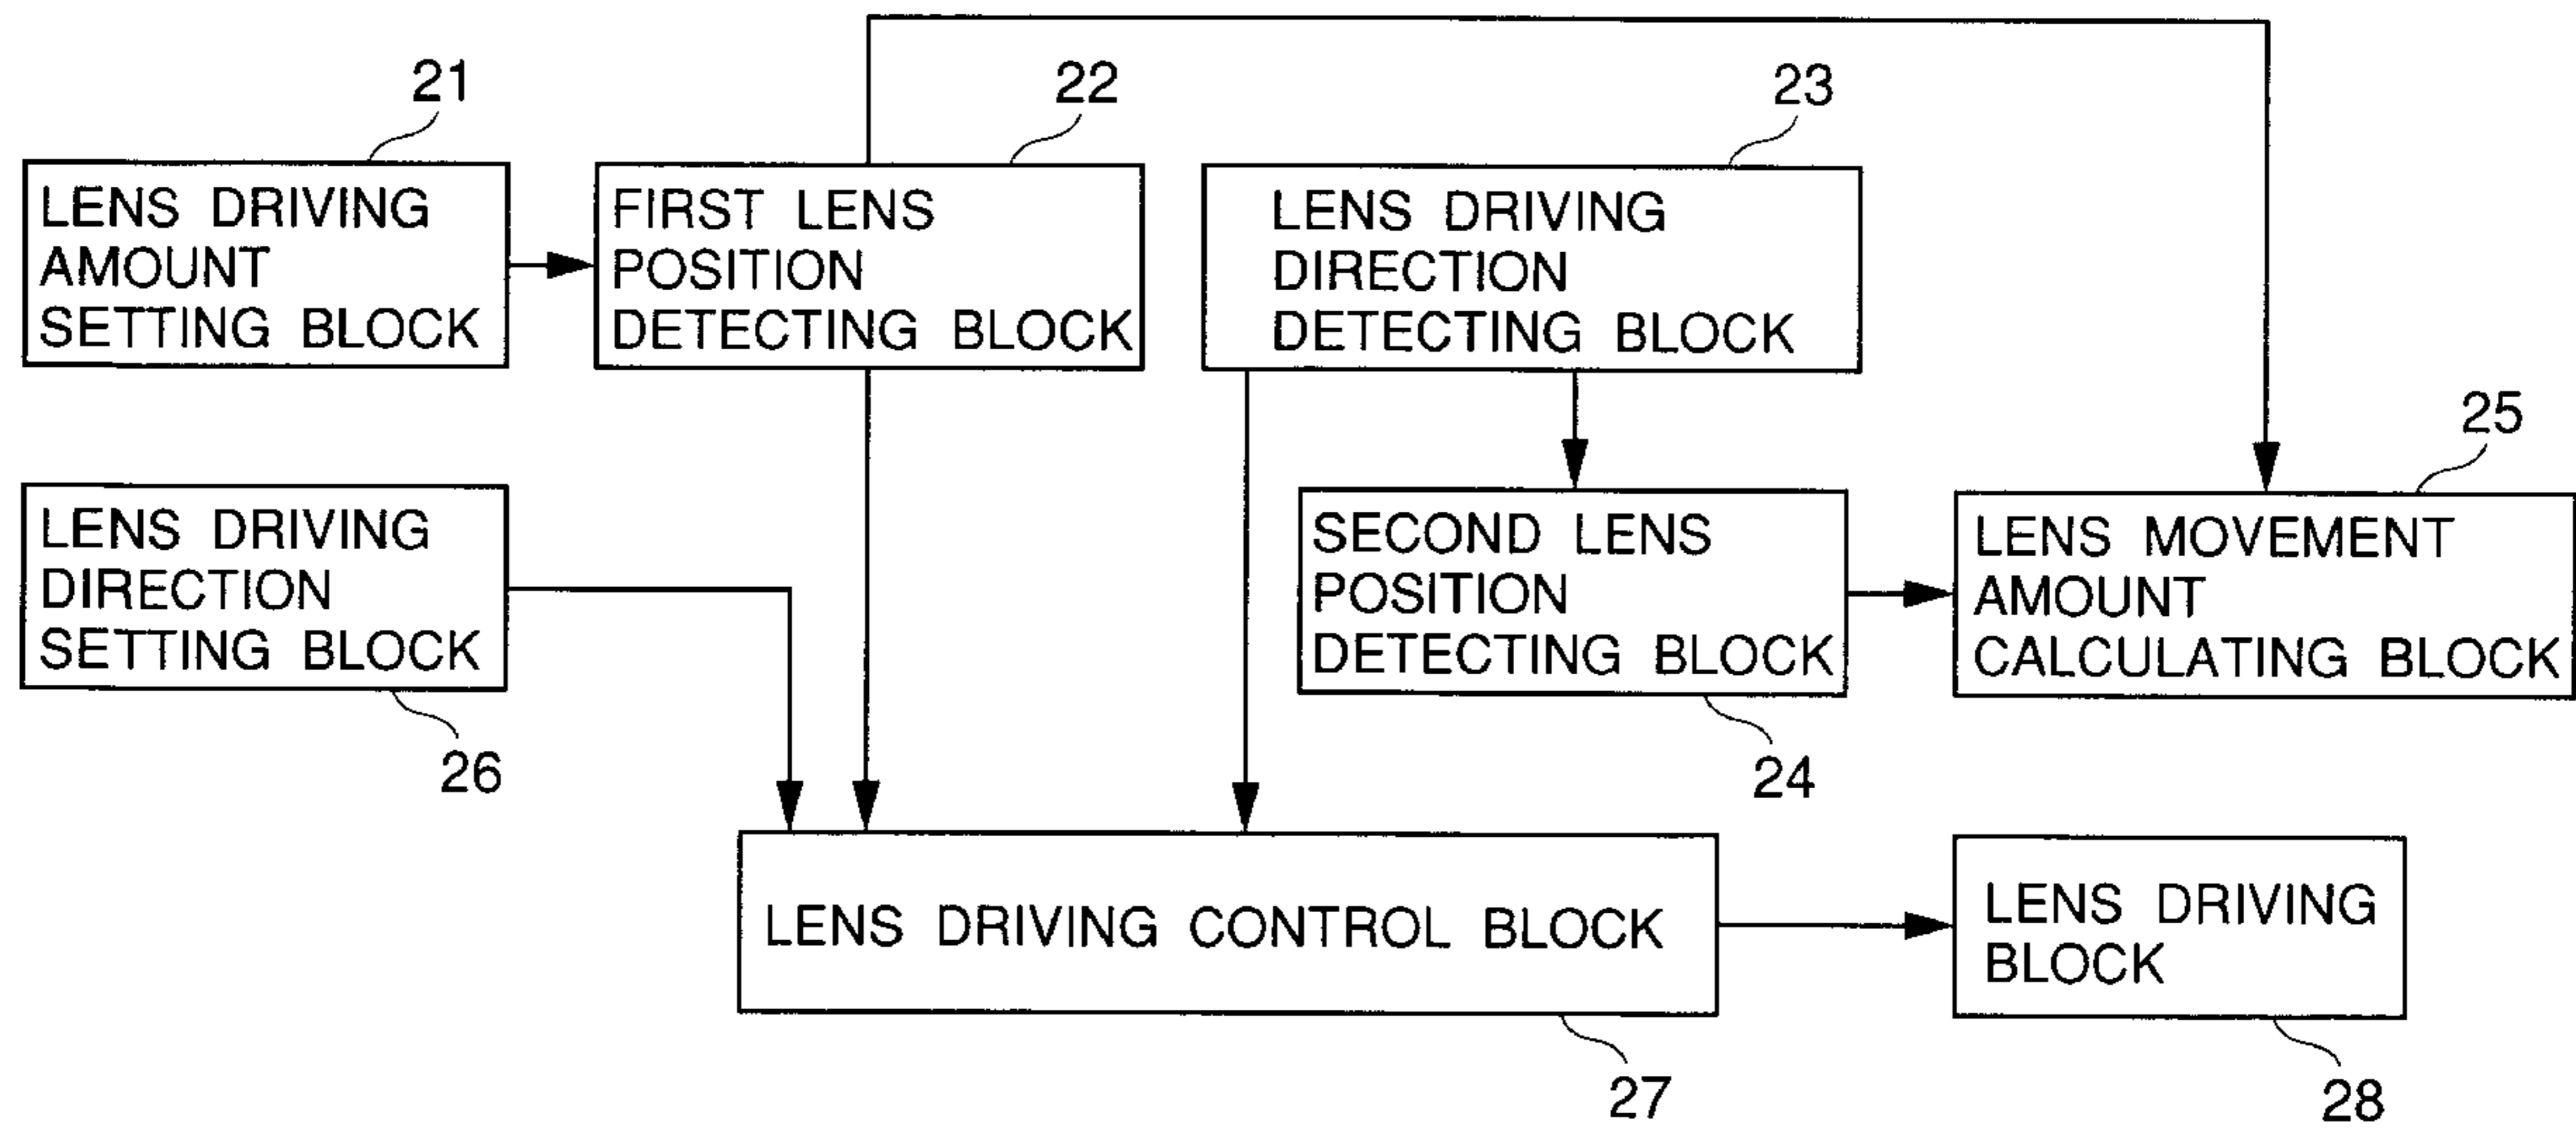 21
LENS DRIVING
AMOUNT
SETTING BLOCK
22
FIRST LENS
POSITION
DETECTING BLOCK
23
LENS DRIVING
DIRECTION
DETECTING BLOCK
LENS DRIVING
DIRECTION
SETTING BLOCK
26
SECOND LENS
POSITION
DETECTING BLOCK
24
25
LENS MOVEMENT
AMOUNT
CALCULATING BLOCK
LENS DRIVING CONTROL BLOCK
27
LENS DRIVING
BLOCK
28